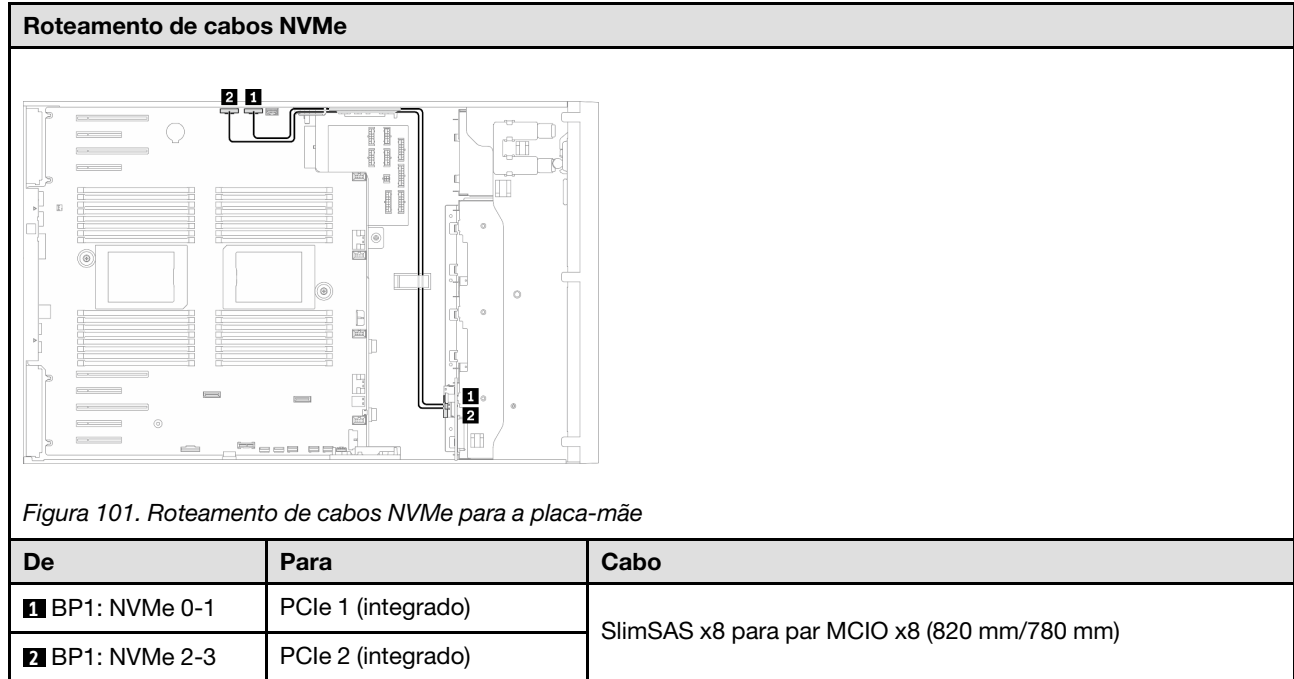 Roteamento de cabos NVMe
2 1
1
2
Figura 101. Roteamento de cabos NVMe para a placa-mãe
De Para Cabo
1 BP1: NVMe 0-1 PCIe 1 (integrado)
SlimSAS x8 para par MCIO x8 (820 mm/780 mm)
2 BP1: NVMe 2-3 PCIe 2 (integrado)